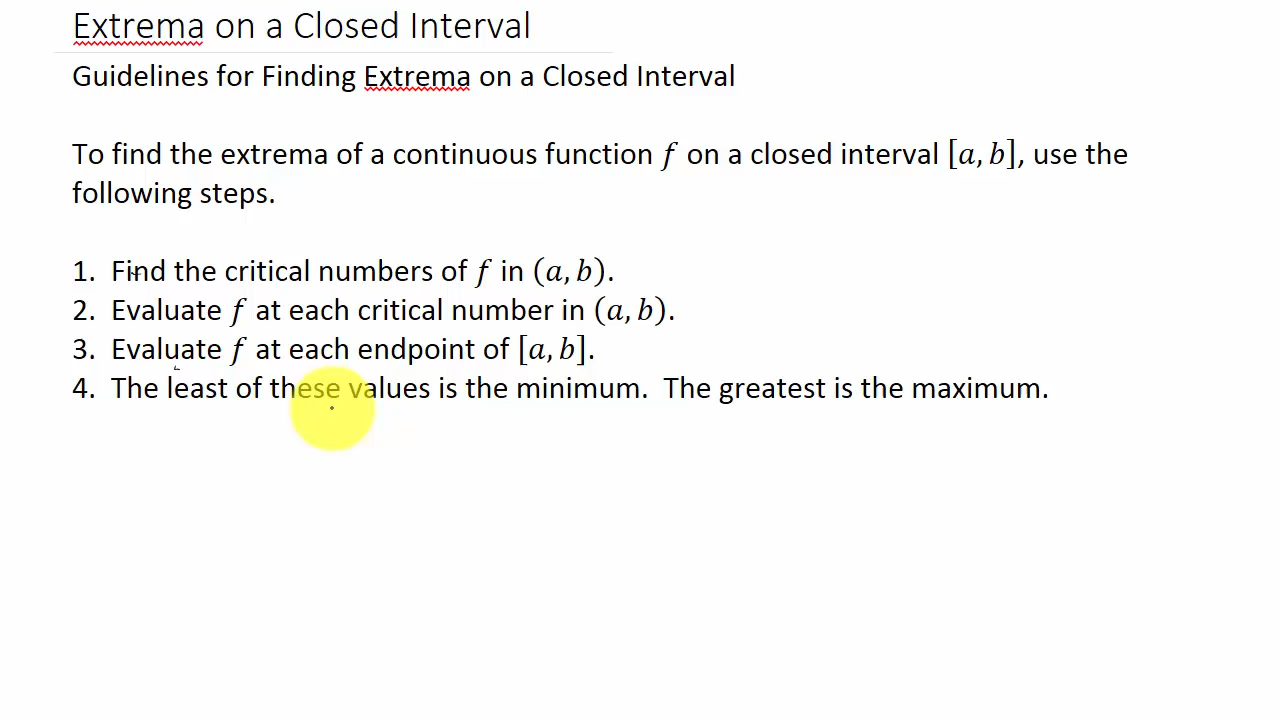 Extrema on a Closed Interval
Guidelines for Finding Extrema on a Closed Interval
To find the extrema of a continuous function f on a closed interval [a, b], use the
following steps.
1. Find the critical numbers of f in (a, b).
2. Evaluate f at each critical number in (a, b).
3. Evaluate f at each endpoint of [a, b].
4. The least of these values is the minimum. The greatest is the maximum.